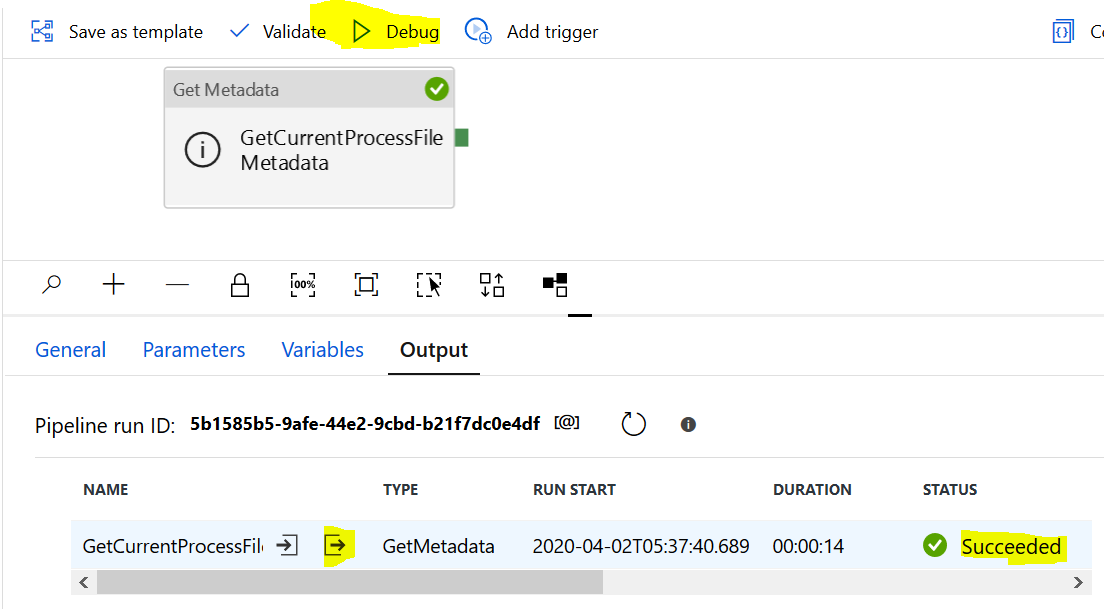 Save as template Validate Debug Add trigger {} Co
Get Metadata
GetCurrentProcessFile
Metadata
100%
General Parameters Variables Output
Pipeline run ID: 5b1585b5-9afe-44e2-9cbd-b21f7dc0e4df [@]
NAME TYPE RUN START DURATION STATUS
GetCurrentProcessFil GetMetadata 2020-04-02T05:37:40.689 00:00:14 Succeeded